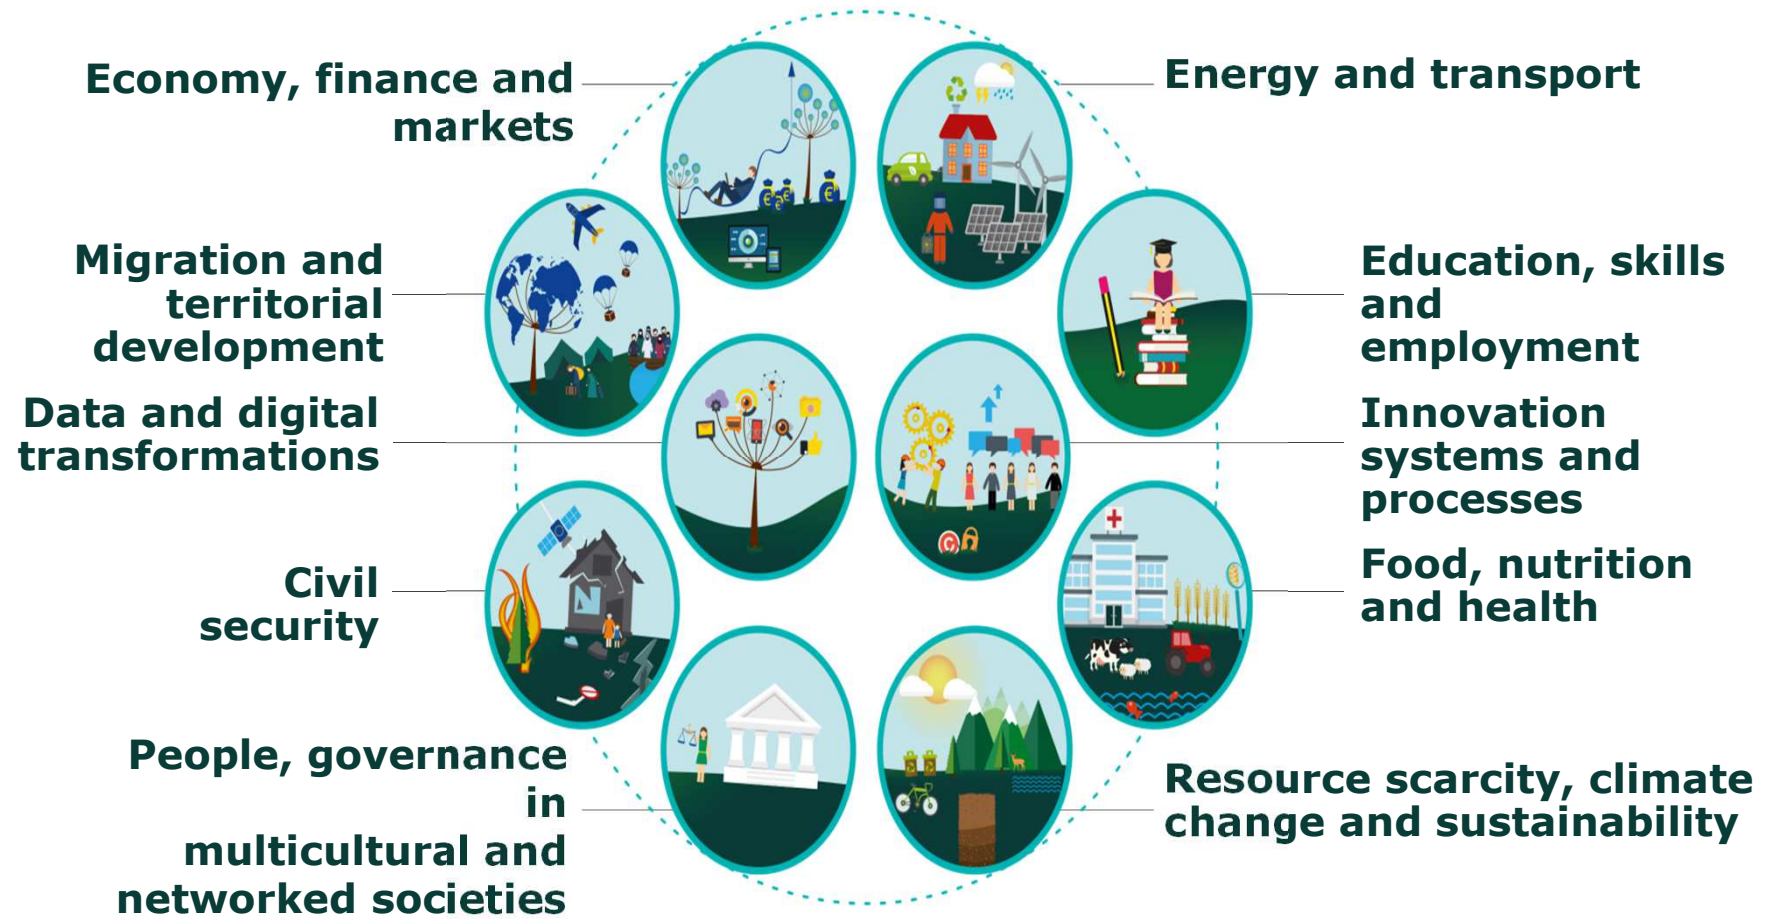 Economy, finance and
markets
Energy and transport
Migration and
territorial
development
Education, skills
and
employment
Data and digital
transformations
Innovation
systems and
processes
Civil
security
Food, nutrition
and health
People, governance
in
multicultural and
networked societies
Resource scarcity, climate
change and sustainability